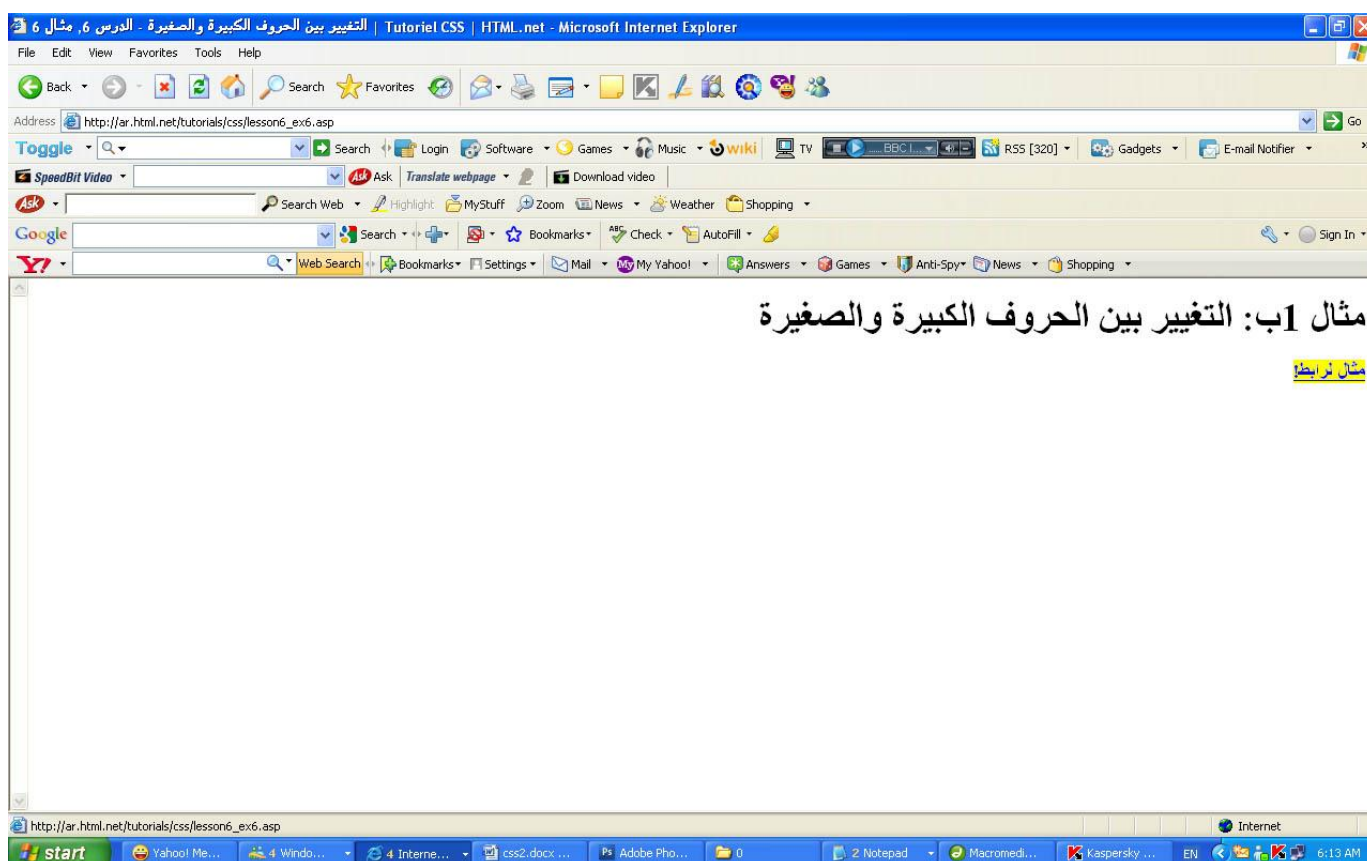 التغيير بين الحروف الكبيرة والصغيرة - الدرس 6, مثال 6 | Tutoriel CSS | HTML.net - Microsoft Internet Explorer
File Edit View Favorites Tools Help
Back Search Favorites
Address http://ar.html.net/tutorials/css/lesson6_ex6.asp Go
Toggle Search Login Software Games Music wiki TV BBC RSS [320] Gadgets E-mail Notifier »
SpeedBit Video Ask Translate webpage Download video
Ask Search Web Highlight MyStuff Zoom News Weather Shopping
Google Search Bookmarks ABC Check AutoFill Sign In
Y! Web Search Bookmarks Settings Mail My My Yahoo! Answers Games Anti-Spy News Shopping
مثال 1ب: التغيير بين الحروف الكبيرة والصغيرة
مثال لرابط!
http://ar.html.net/tutorials/css/lesson6_ex6.asp Internet
start Yahoo! Me... 4 Windo... 4 Interne... css2.docx ... Ps Adobe Pho... 0 2 Notepad Macromedi... Kaspersky ... EN 6:13 AM